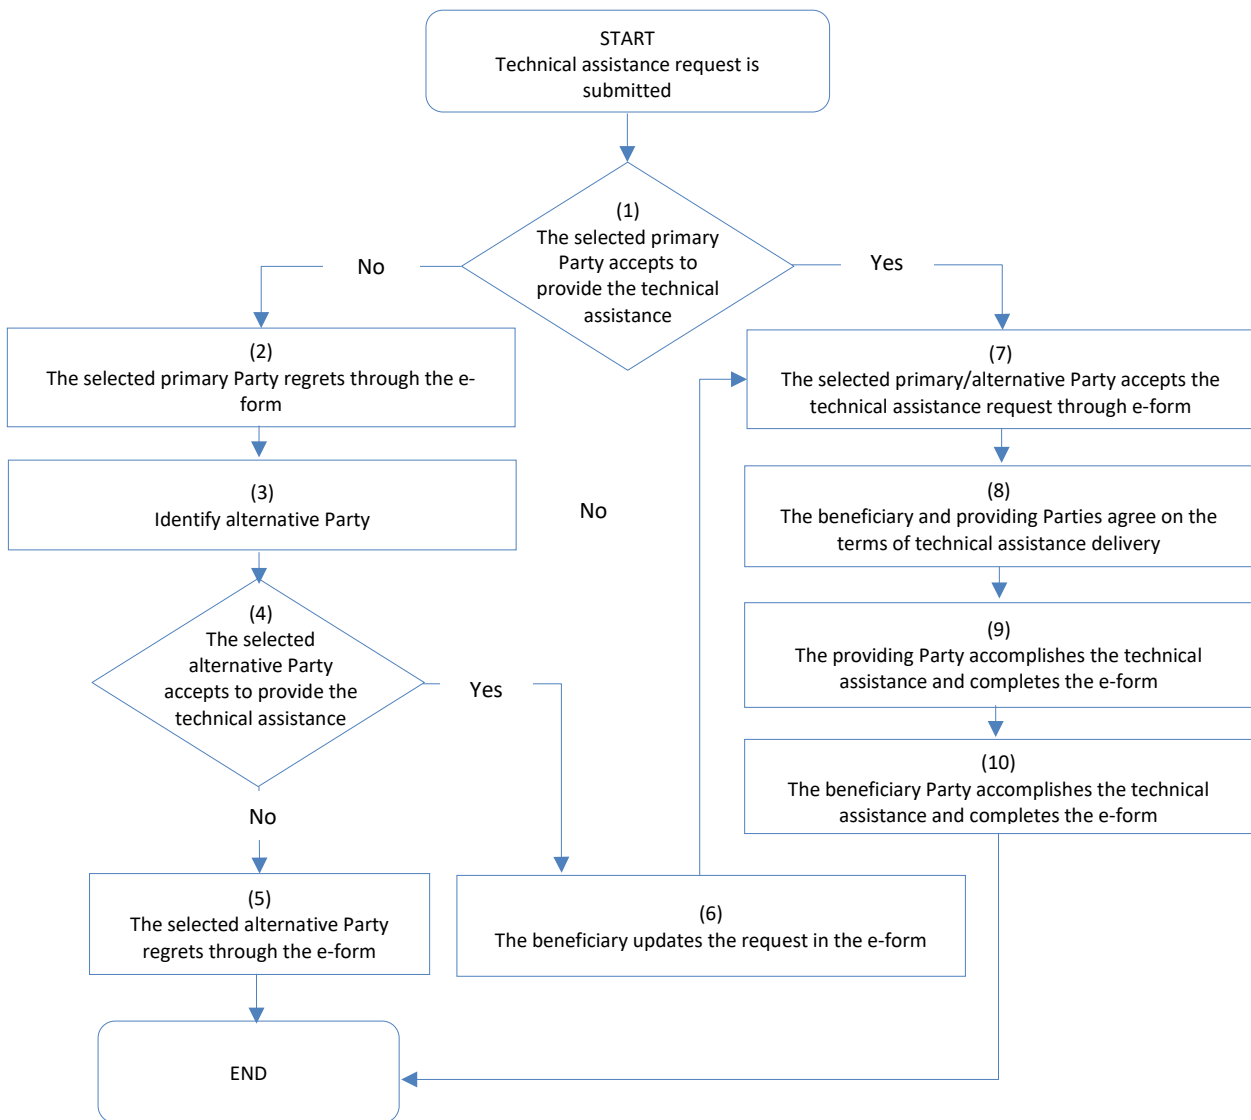 START
Technical assistance request is
submitted
(1)
The selected primary
Party accepts to
provide the technical
assistance
No
Yes
(2)
The selected primary Party regrets through the e-
form
(7)
The selected primary/alternative Party accepts the
technical assistance request through e-form
(3)
Identify alternative Party
No
(8)
The beneficiary and providing Parties agree on the
terms of technical assistance delivery
(4)
The selected
alternative Party
accepts to provide the
technical assistance
Yes
No
(9)
The providing Party accomplishes the technical
assistance and completes the e-form
(10)
The beneficiary Party accomplishes the technical
assistance and completes the e-form
(5)
The selected alternative Party
regrets through the e-form
(6)
The beneficiary updates the request in the e-form
END